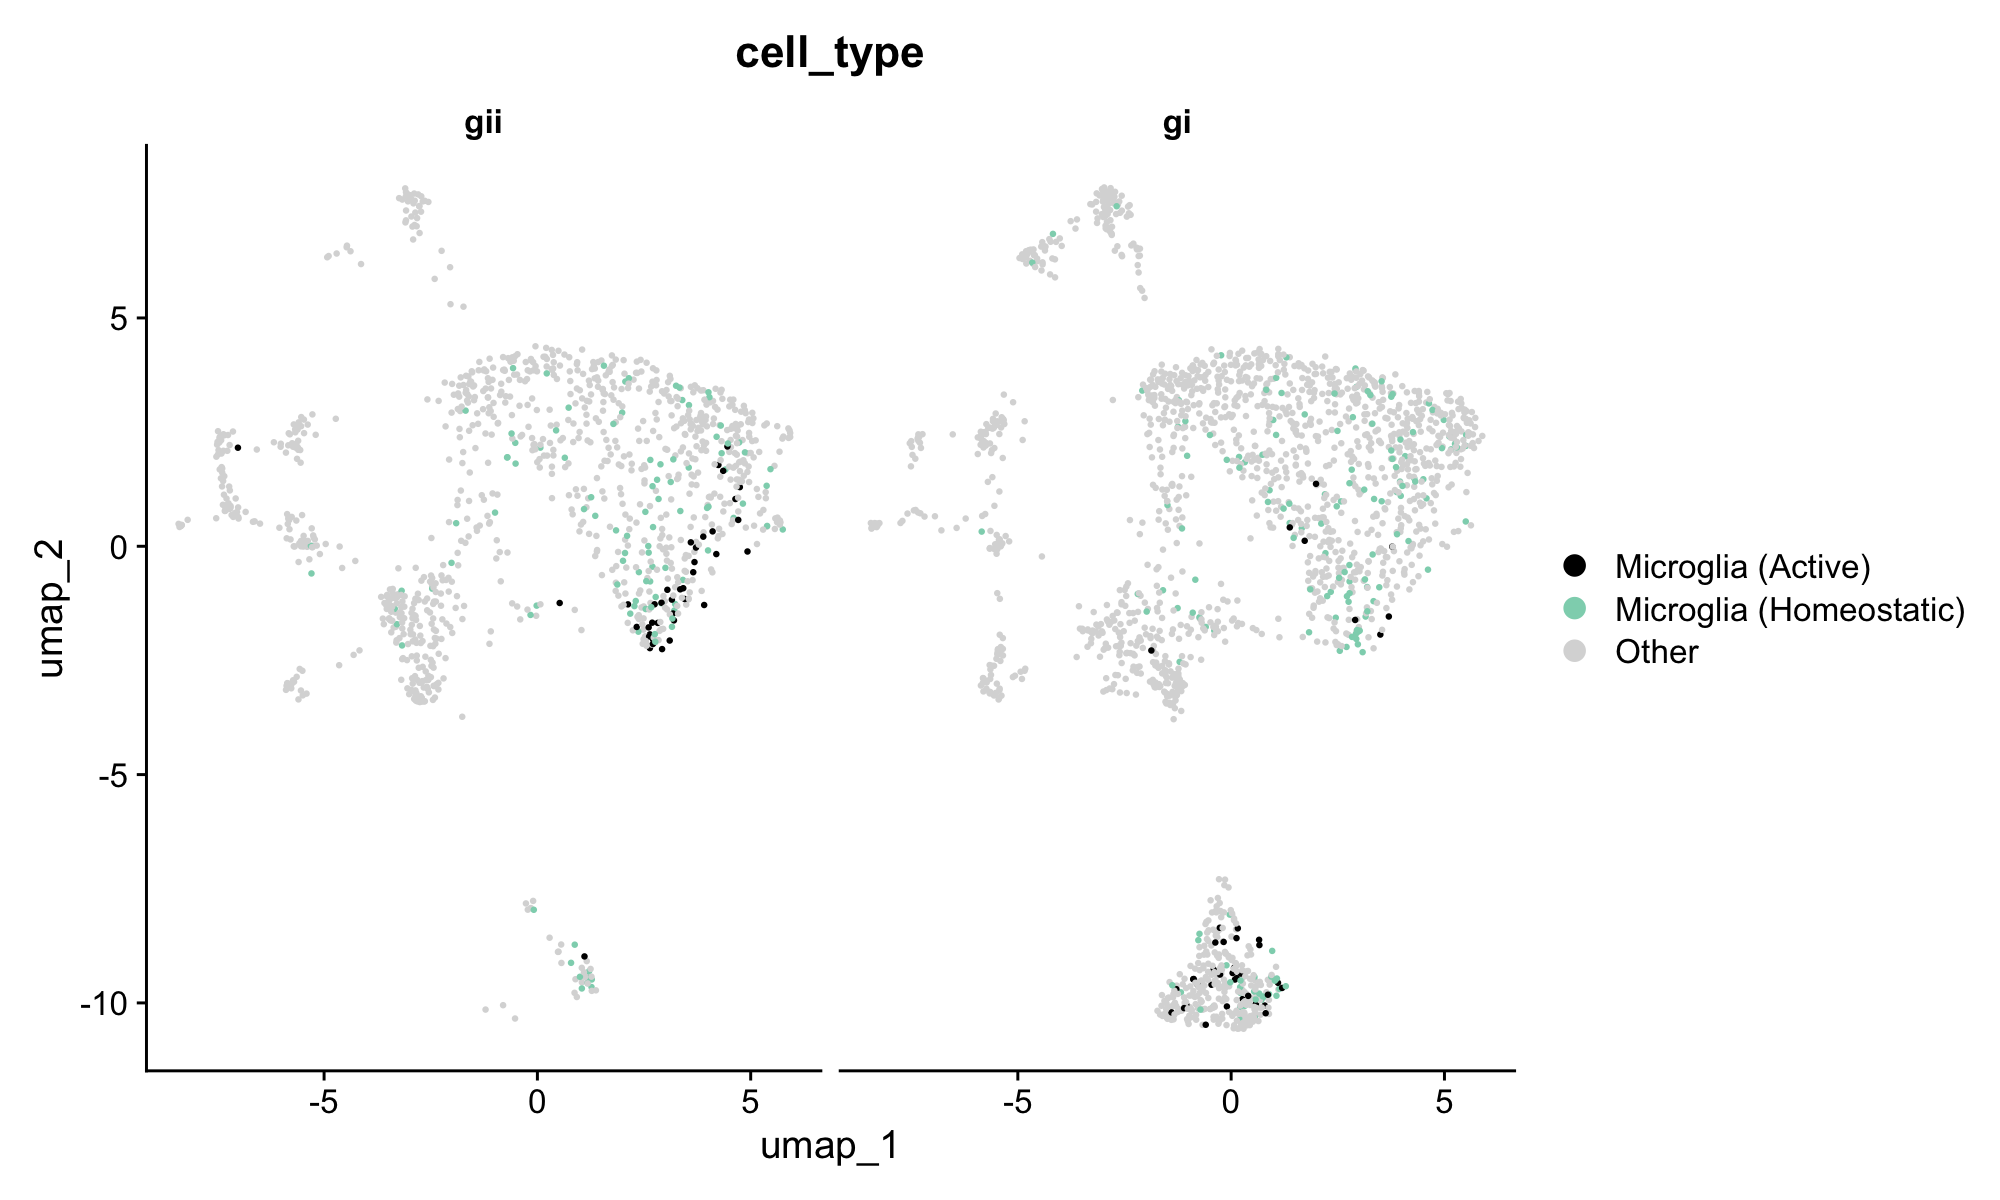 cell_type
gii
gi
5
0
-5
-10
umap_2
-5 0 5
-5 0 5
umap_1
Microglia (Active)
Microglia (Homeostatic)
Other